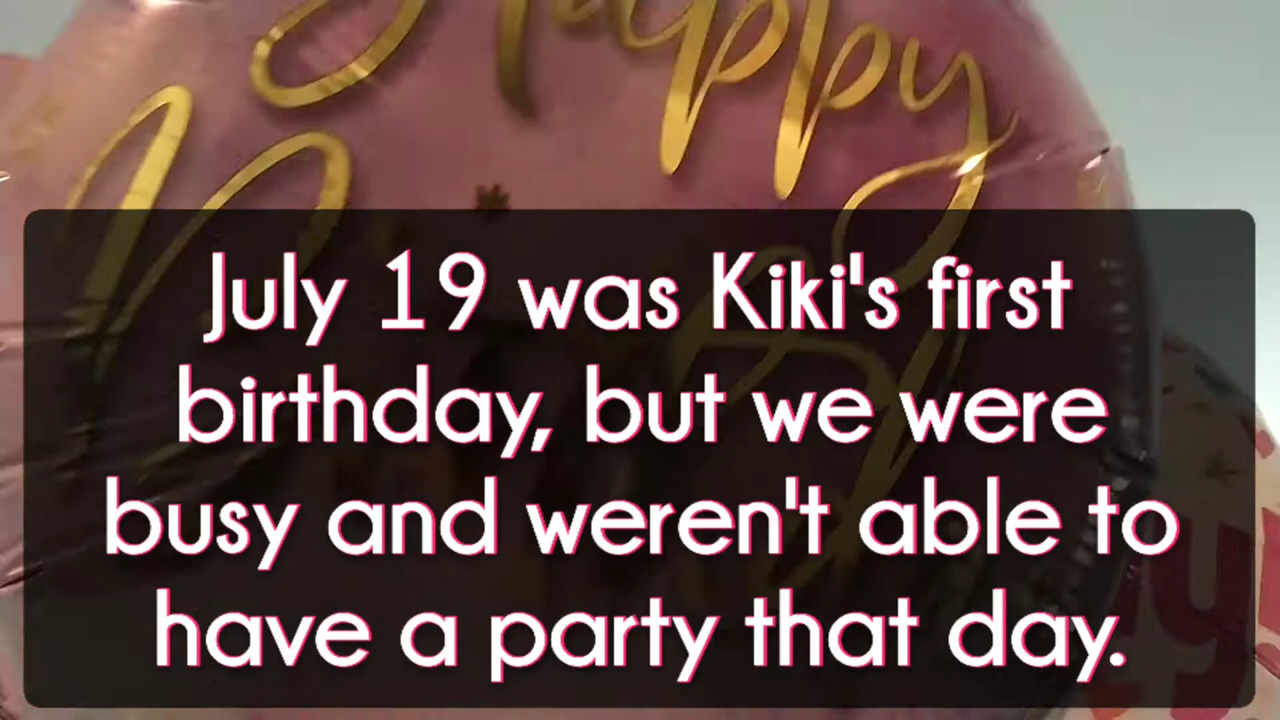 Happy
July 19 was Kiki's first
birthday, but we were
busy and weren't able to
have a party that day.